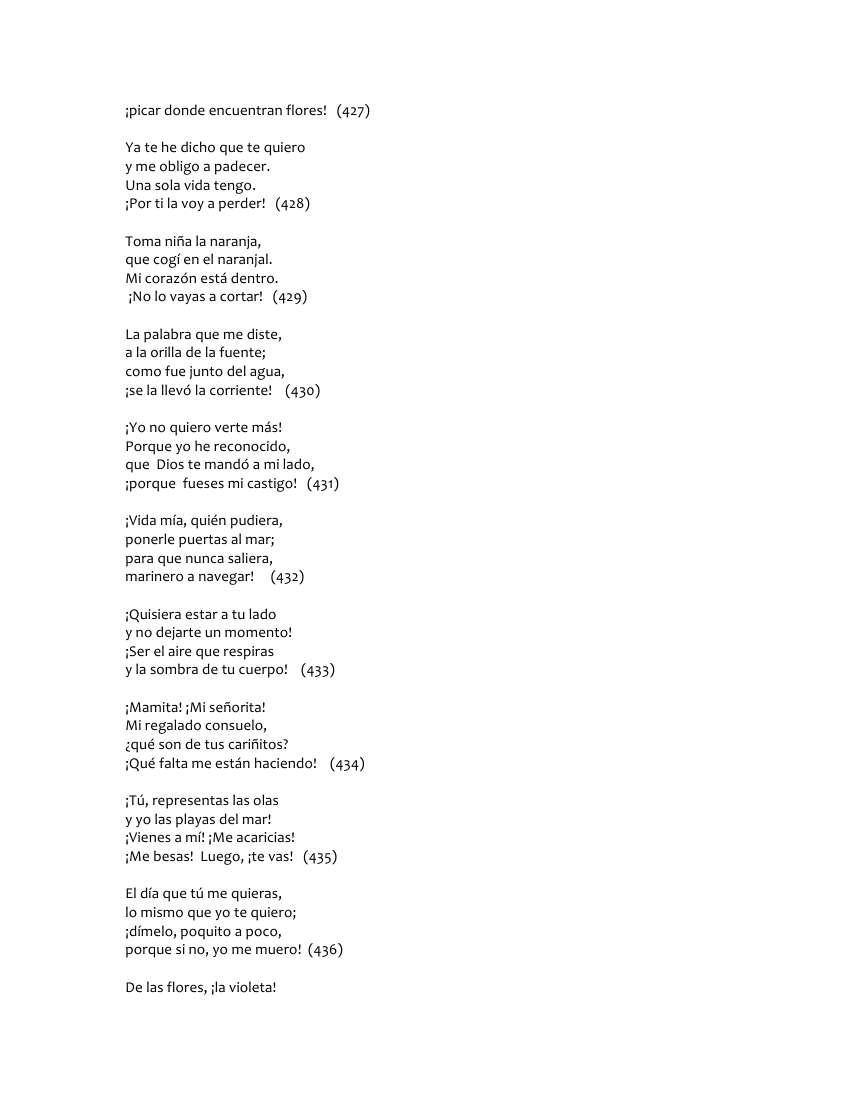 ¡picar donde encuentran flores! (427)
Ya te he dicho que te quiero
y me obligo a padecer.
Una sola vida tengo.
¡Por ti la voy a perder! (428)
Toma niña la naranja,
que cogí en el naranjal.
Mi corazón está dentro.
¡No lo vayas a cortar! (429)
La palabra que me diste,
a la orilla de la fuente;
como fue junto del agua,
¡se la llevó la corriente! (430)
¡Yo no quiero verte más!
Porque yo he reconocido,
que Dios te mandó a mi lado,
¡porque fueses mi castigo! (431)
¡Vida mía, quién pudiera,
ponerle puertas al mar;
para que nunca saliera,
marinero a navegar! (432)
¡Quisiera estar a tu lado
y no dejarte un momento!
¡Ser el aire que respiras
y la sombra de tu cuerpo! (433)
¡Mamita! ¡Mi señorita!
Mi regalado consuelo,
¿qué son de tus cariñitos?
¡Qué falta me están haciendo! (434)
¡Tú, representas las olas
y yo las playas del mar!
¡Vienes a mí! ¡Me acaricias!
¡Me besas! Luego, ¡te vas! (435)
El día que tú me quieras,
lo mismo que yo te quiero;
¡dímelo, poquito a poco,
porque si no, yo me muero! (436)
De las flores, ¡la violeta!